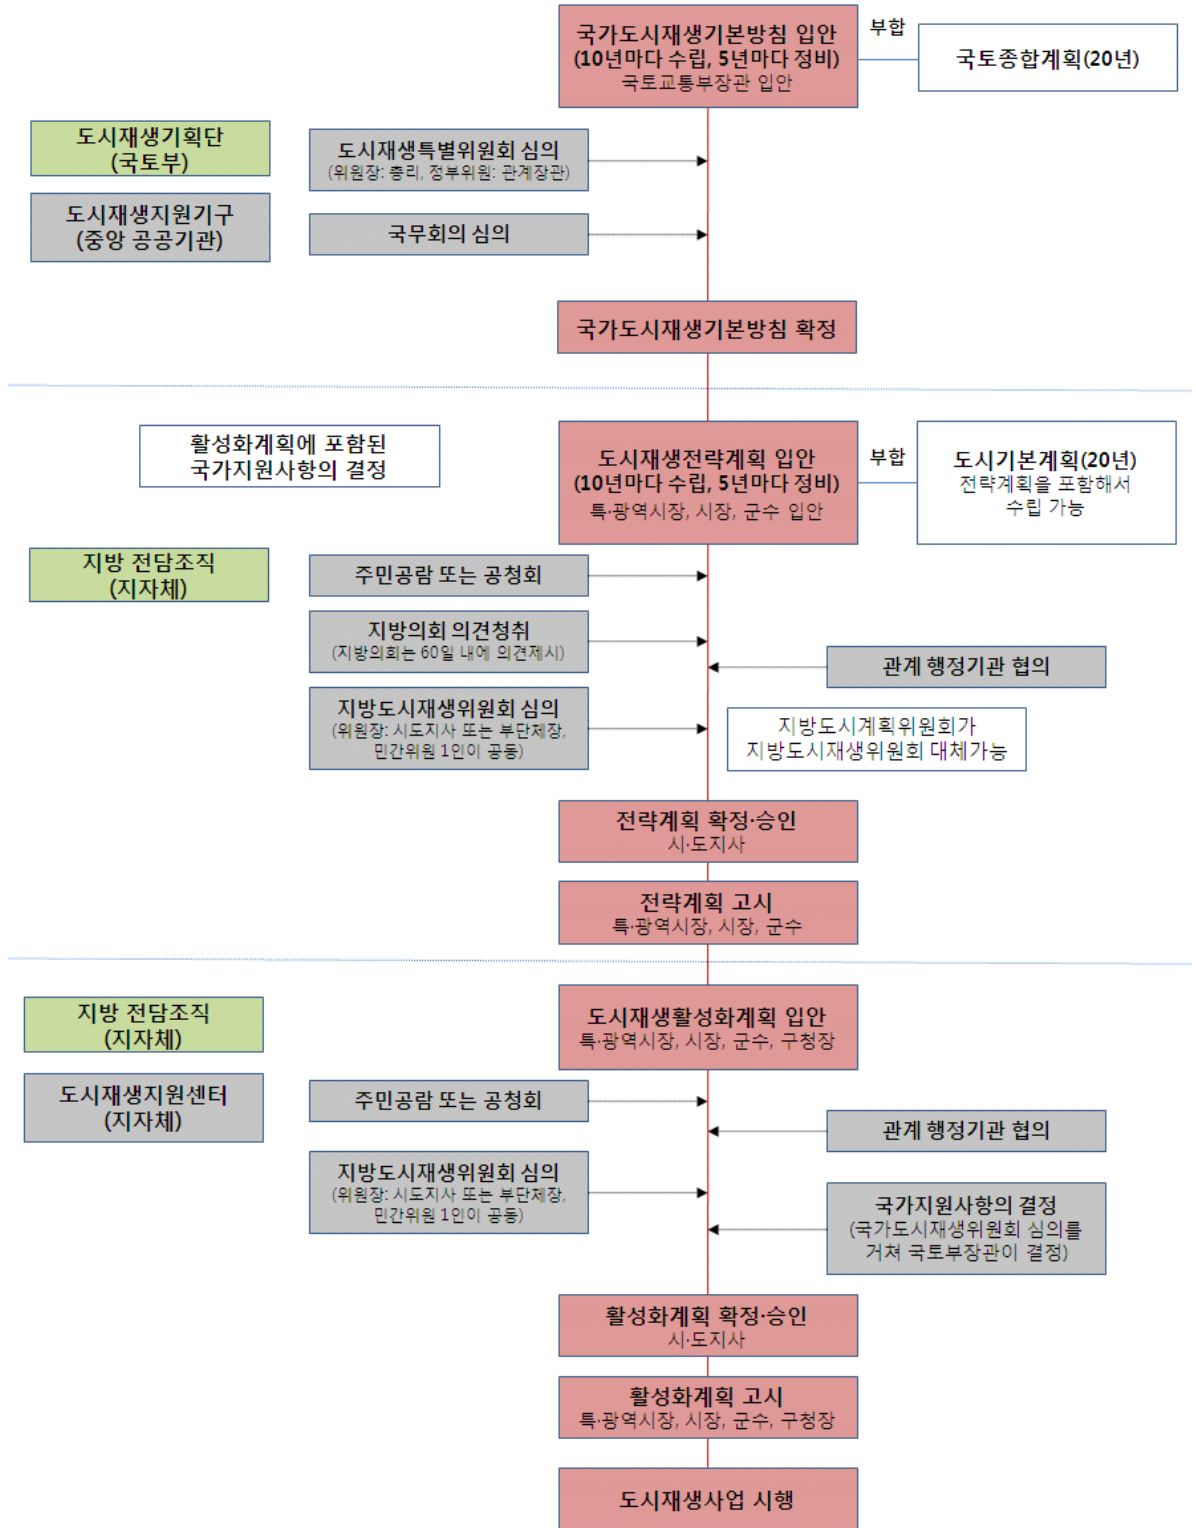 국가도시재생기본방침 입안
(10년마다 수립, 5년마다 정비)
국토교통부장관 입안
부합
국토종합계획(20년)
도시재생기획단
(국토부)
도시재생특별위원회 심의
(위원장: 총리, 정부위원: 관계장관)
도시재생지원기구
(중앙 공공기관)
국무회의 심의
국가도시재생기본방침 확정
활성화계획에 포함된
국가지원사항의 결정
도시재생전략계획 입안
(10년마다 수립, 5년마다 정비)
특·광역시장, 시장, 군수 입안
부합
도시기본계획(20년)
전략계획을 포함해서
수립 가능
지방 전담조직
(지자체)
주민공람 또는 공청회
지방의회 의견청취
(지방의회는 60일 내에 의견제시)
관계 행정기관 협의
지방도시재생위원회 심의
(위원장: 시도지사 또는 부단체장,
민간위원 1인이 공동)
지방도시계획위원회가
지방도시재생위원회 대체가능
전략계획 확정·승인
시·도지사
전략계획 고시
특·광역시장, 시장, 군수
지방 전담조직
(지자체)
도시재생활성화계획 입안
특·광역시장, 시장, 군수, 구청장
도시재생지원센터
(지자체)
주민공람 또는 공청회
관계 행정기관 협의
지방도시재생위원회 심의
(위원장: 시도지사 또는 부단체장,
민간위원 1인이 공동)
국가지원사항의 결정
(국가도시재생위원회 심의를
거쳐 국토부장관이 결정)
활성화계획 확정·승인
시·도지사
활성화계획 고시
특·광역시장, 시장, 군수, 구청장
도시재생사업 시행